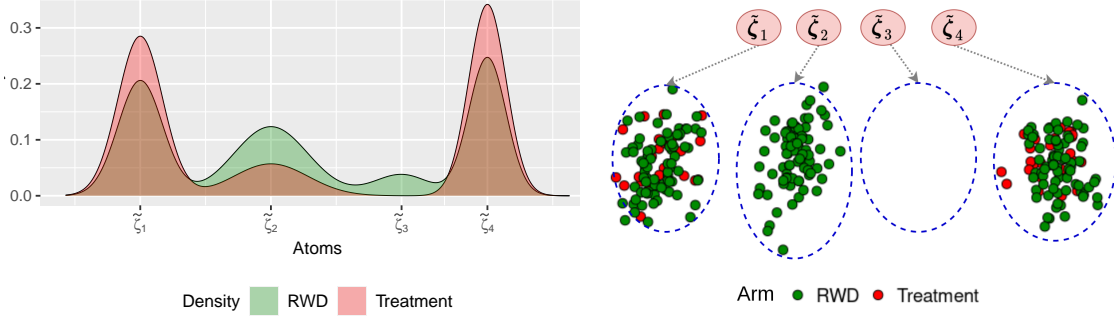 0.3
0.2
0.1
0.0
ζ̃1 ζ̃2 ζ̃3 ζ̃4
Atoms
Density RWD Treatment
ζ̃1 ζ̃2 ζ̃3 ζ̃4
Arm RWD Treatment